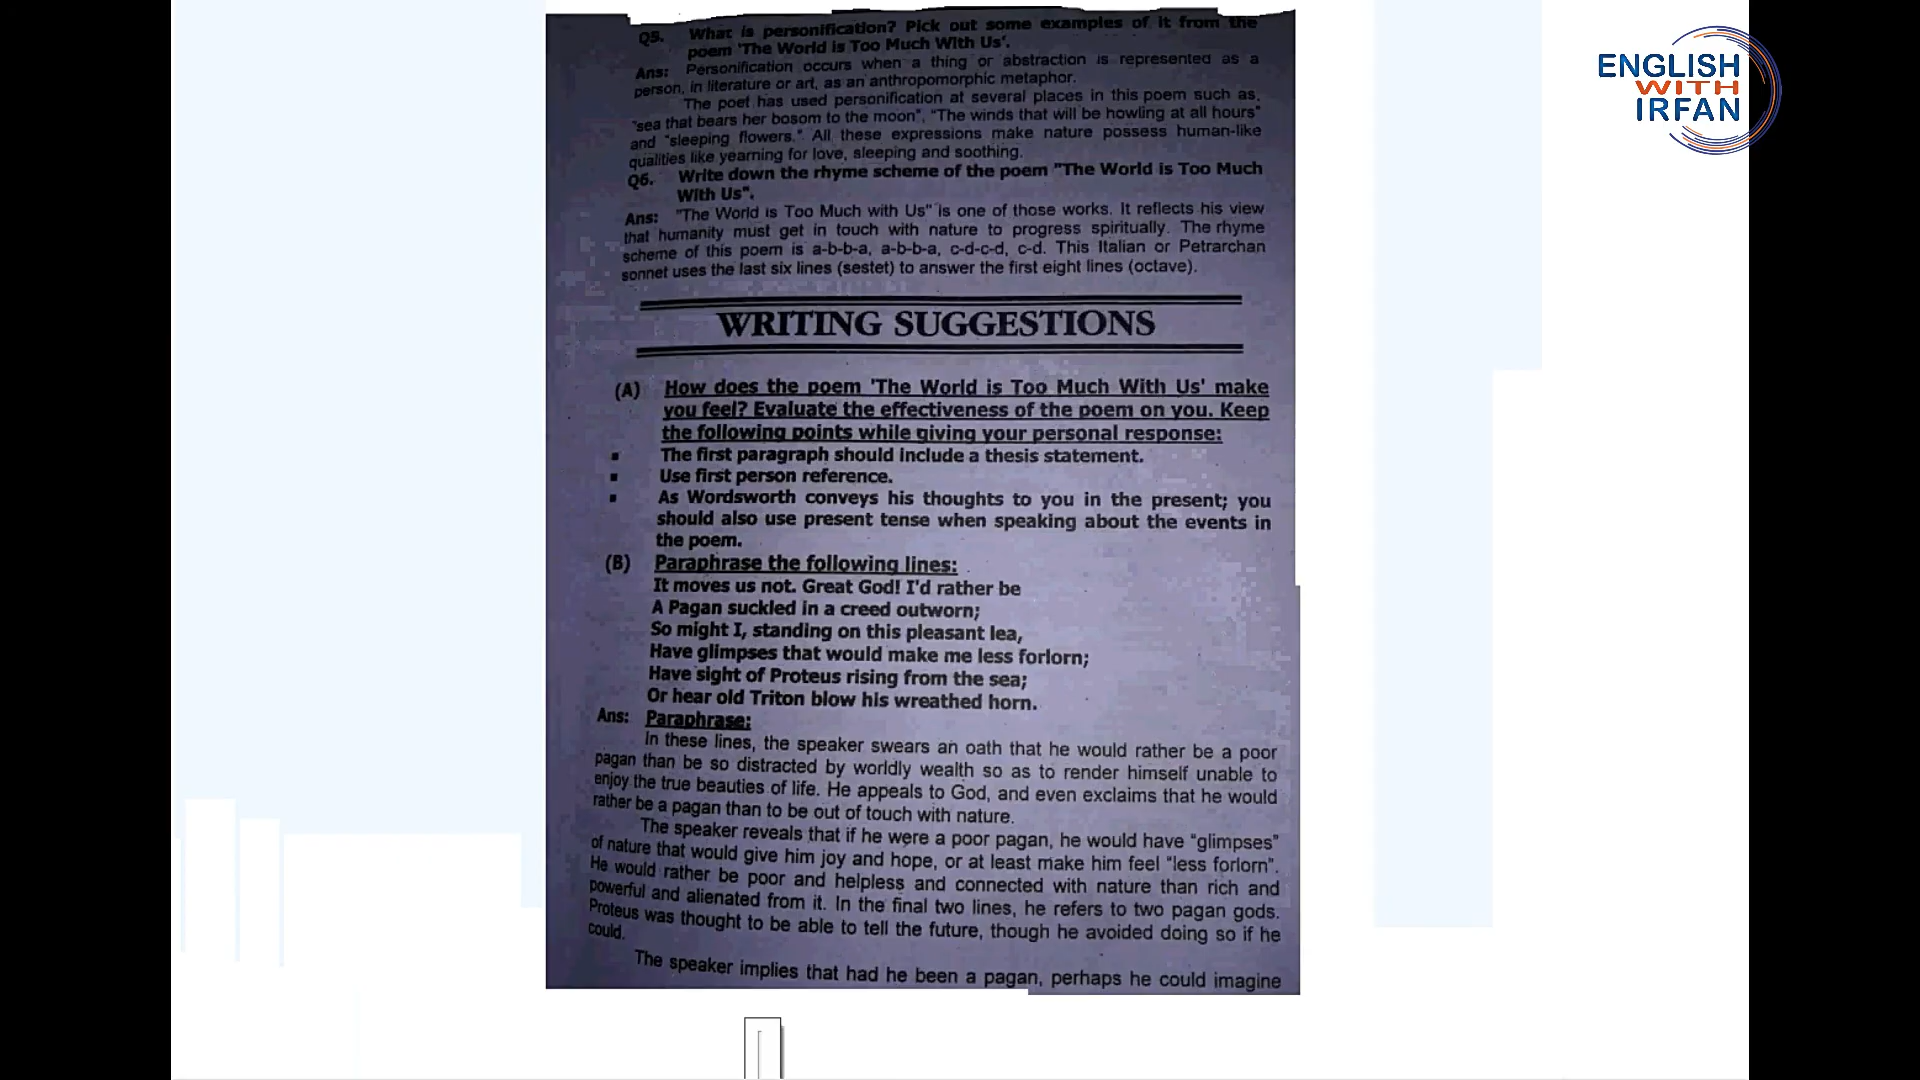 Q5. What is personification? Pick out some examples of it from the
poem 'The World is Too Much With Us'.
Ans: Personification occurs when a thing or abstraction is represented as a
person, in literature or art, as an anthropomorphic metaphor.
The poet has used personification at several places in this poem such as,
"sea that bears her bosom to the moon", "The winds that will be howling at all hours"
and "sleeping flowers." All these expressions make nature possess human-like
qualities like yearning for love, sleeping and soothing.
Q6. Write down the rhyme scheme of the poem "The World is Too Much
With Us".
Ans: "The World is Too Much with Us" is one of those works. It reflects his view
that humanity must get in touch with nature to progress spiritually. The rhyme
scheme of this poem is a-b-b-a, a-b-b-a, c-d-c-d, c-d. This Italian or Petrarchan
sonnet uses the last six lines (sestet) to answer the first eight lines (octave).
WRITING SUGGESTIONS
(A) How does the poem 'The World is Too Much With Us' make
you feel? Evaluate the effectiveness of the poem on you. Keep
the following points while giving your personal response:
▪ The first paragraph should include a thesis statement.
▪ Use first person reference.
▪ As Wordsworth conveys his thoughts to you in the present; you
should also use present tense when speaking about the events in
the poem.
(B) Paraphrase the following lines:
It moves us not. Great God! I'd rather be
A Pagan suckled in a creed outworn;
So might I, standing on this pleasant lea,
Have glimpses that would make me less forlorn;
Have sight of Proteus rising from the sea;
Or hear old Triton blow his wreathed horn.
Ans: Paraphrase:
In these lines, the speaker swears an oath that he would rather be a poor
pagan than be so distracted by worldly wealth so as to render himself unable to
enjoy the true beauties of life. He appeals to God, and even exclaims that he would
rather be a pagan than to be out of touch with nature.
The speaker reveals that if he were a poor pagan, he would have "glimpses"
of nature that would give him joy and hope, or at least make him feel "less forlorn".
He would rather be poor and helpless and connected with nature than rich and
powerful and alienated from it. In the final two lines, he refers to two pagan gods.
Proteus was thought to be able to tell the future, though he avoided doing so if he
could.
The speaker implies that had he been a pagan, perhaps he could imagine
ENGLISH
WITH
IRFAN